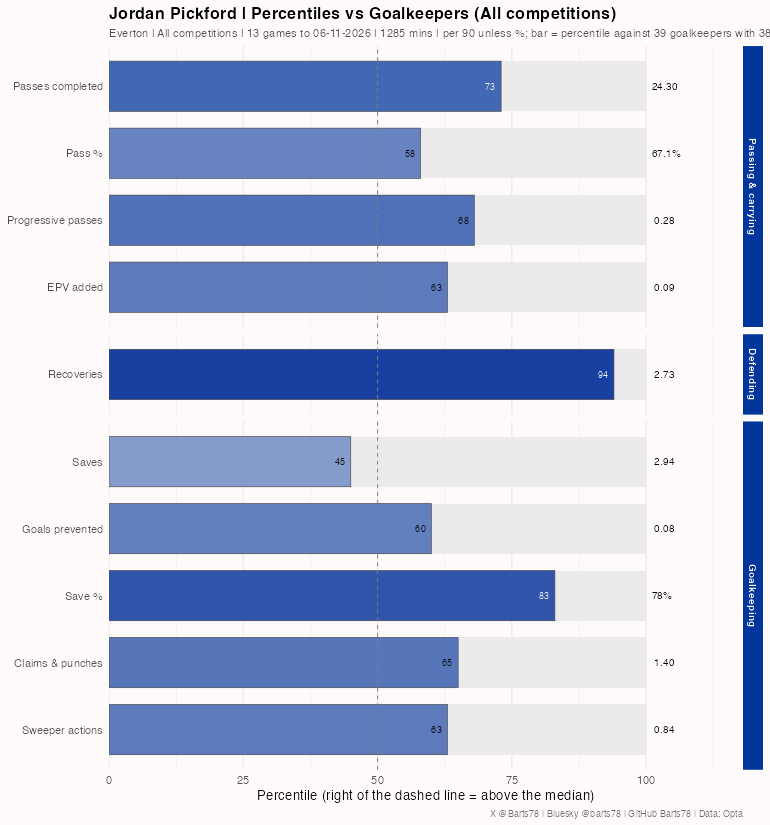 Jordan Pickford | Percentiles vs Goalkeepers (All competitions)
Everton | All competitions | 13 games to 06-11-2026 | 1285 mins | per 90 unless %; bar = percentile against 39 goalkeepers with 38
Passes completed 73 24.30
Pass % 58 67.1%
Progressive passes 68 0.28
EPV added 63 0.09
Passing & carrying
Recoveries 94 2.73
Defending
Saves 45 2.94
Goals prevented 60 0.08
Save % 83 78%
Claims & punches 65 1.40
Sweeper actions 63 0.84
Goalkeeping
0 25 50 75 100
Percentile (right of the dashed line = above the median)
X @Barts78 | Bluesky @barts78 | GitHub Barts78 | Data: Opta